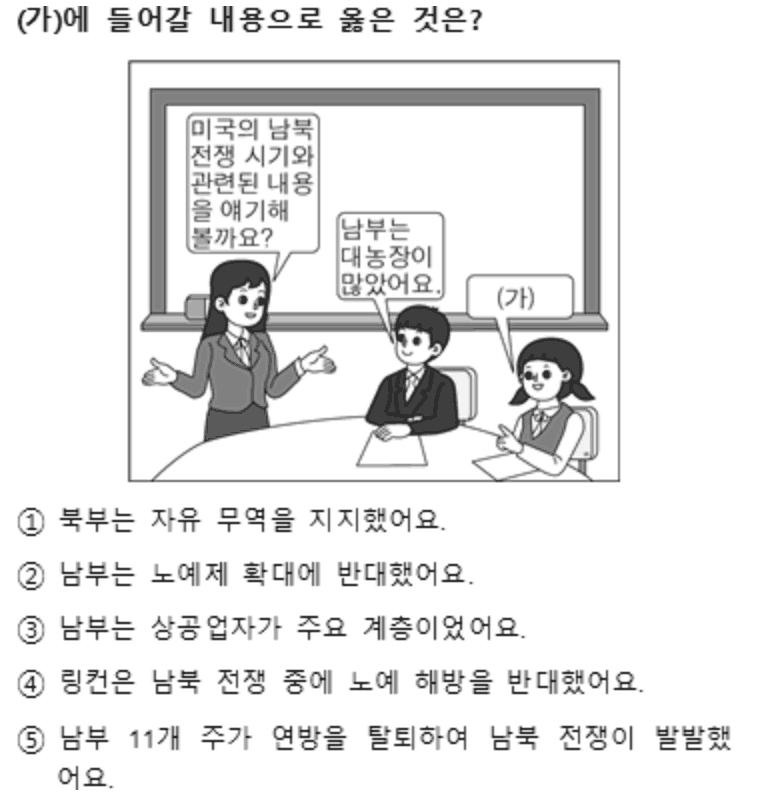 (가)에 들어갈 내용으로 옳은 것은?
미국의 남북
전쟁 시기와
관련된 내용
을 얘기해
볼까요?
남부는
대농장이
많았어요.
(가)
① 북부는 자유 무역을 지지했어요.
② 남부는 노예제 확대에 반대했어요.
③ 남부는 상공업자가 주요 계층이었어요.
④ 링컨은 남북 전쟁 중에 노예 해방을 반대했어요.
⑤ 남부 11개 주가 연방을 탈퇴하여 남북 전쟁이 발발했
어요.